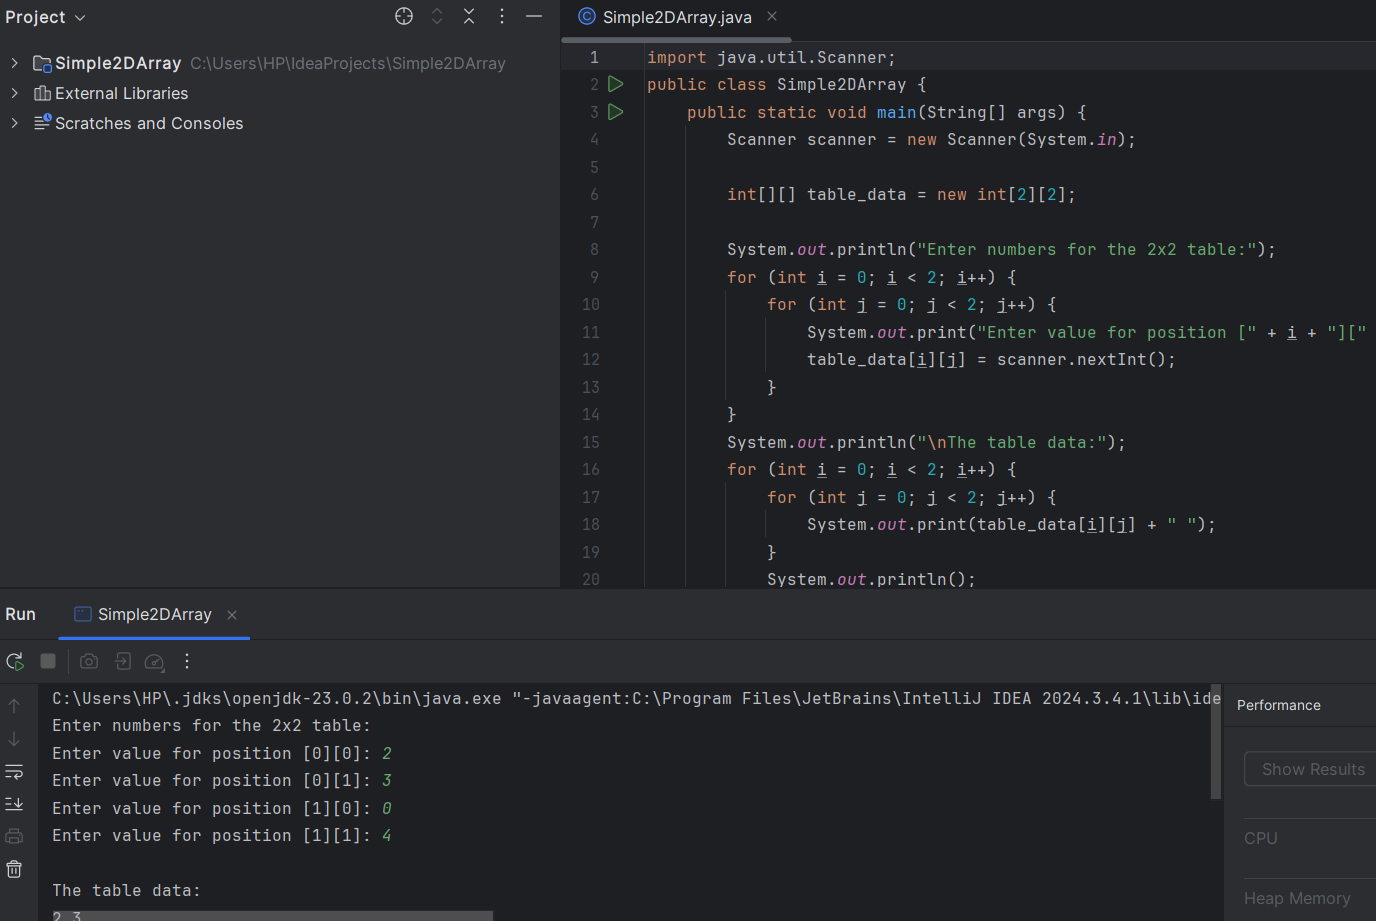 Project
Simple2DArray C:\Users\HP\IdeaProjects\Simple2DArray
External Libraries
Scratches and Consoles
Simple2DArray.java
1 import java.util.Scanner;
2 public class Simple2DArray {
3 public static void main(String[] args) {
4 Scanner scanner = new Scanner(System.in);
5
6 int[][] table_data = new int[2][2];
7
8 System.out.println("Enter numbers for the 2x2 table:");
9 for (int i = 0; i < 2; i++) {
10 for (int j = 0; j < 2; j++) {
11 System.out.print("Enter value for position [" + i + "]["
12 table_data[i][j] = scanner.nextInt();
13 }
14 }
15 System.out.println("\nThe table data:");
16 for (int i = 0; i < 2; i++) {
17 for (int j = 0; j < 2; j++) {
18 System.out.print(table_data[i][j] + " ");
19 }
20 System.out.println();
Run Simple2DArray
C:\Users\HP\.jdks\openjdk-23.0.2\bin\java.exe "-javaagent:C:\Program Files\JetBrains\IntelliJ IDEA 2024.3.4.1\lib\ide
Enter numbers for the 2x2 table:
Enter value for position [0][0]: 2
Enter value for position [0][1]: 3
Enter value for position [1][0]: 0
Enter value for position [1][1]: 4
The table data:
2 3
Performance
Show Results
CPU
Heap Memory